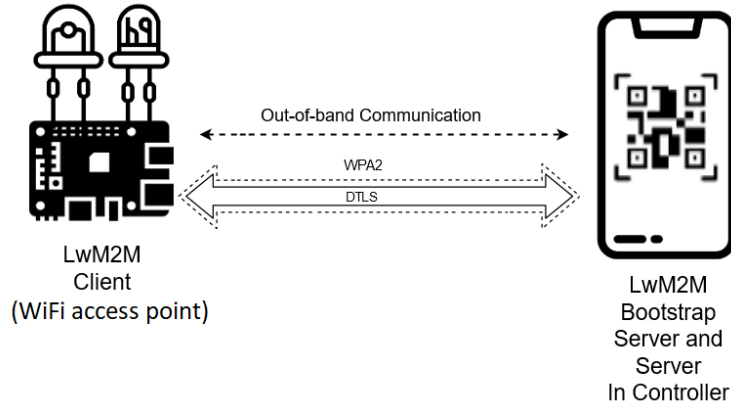 Out-of-band Communication
WPA2
DTLS
LwM2M
Client
(WiFi access point)
LwM2M
Bootstrap
Server and
Server
In Controller